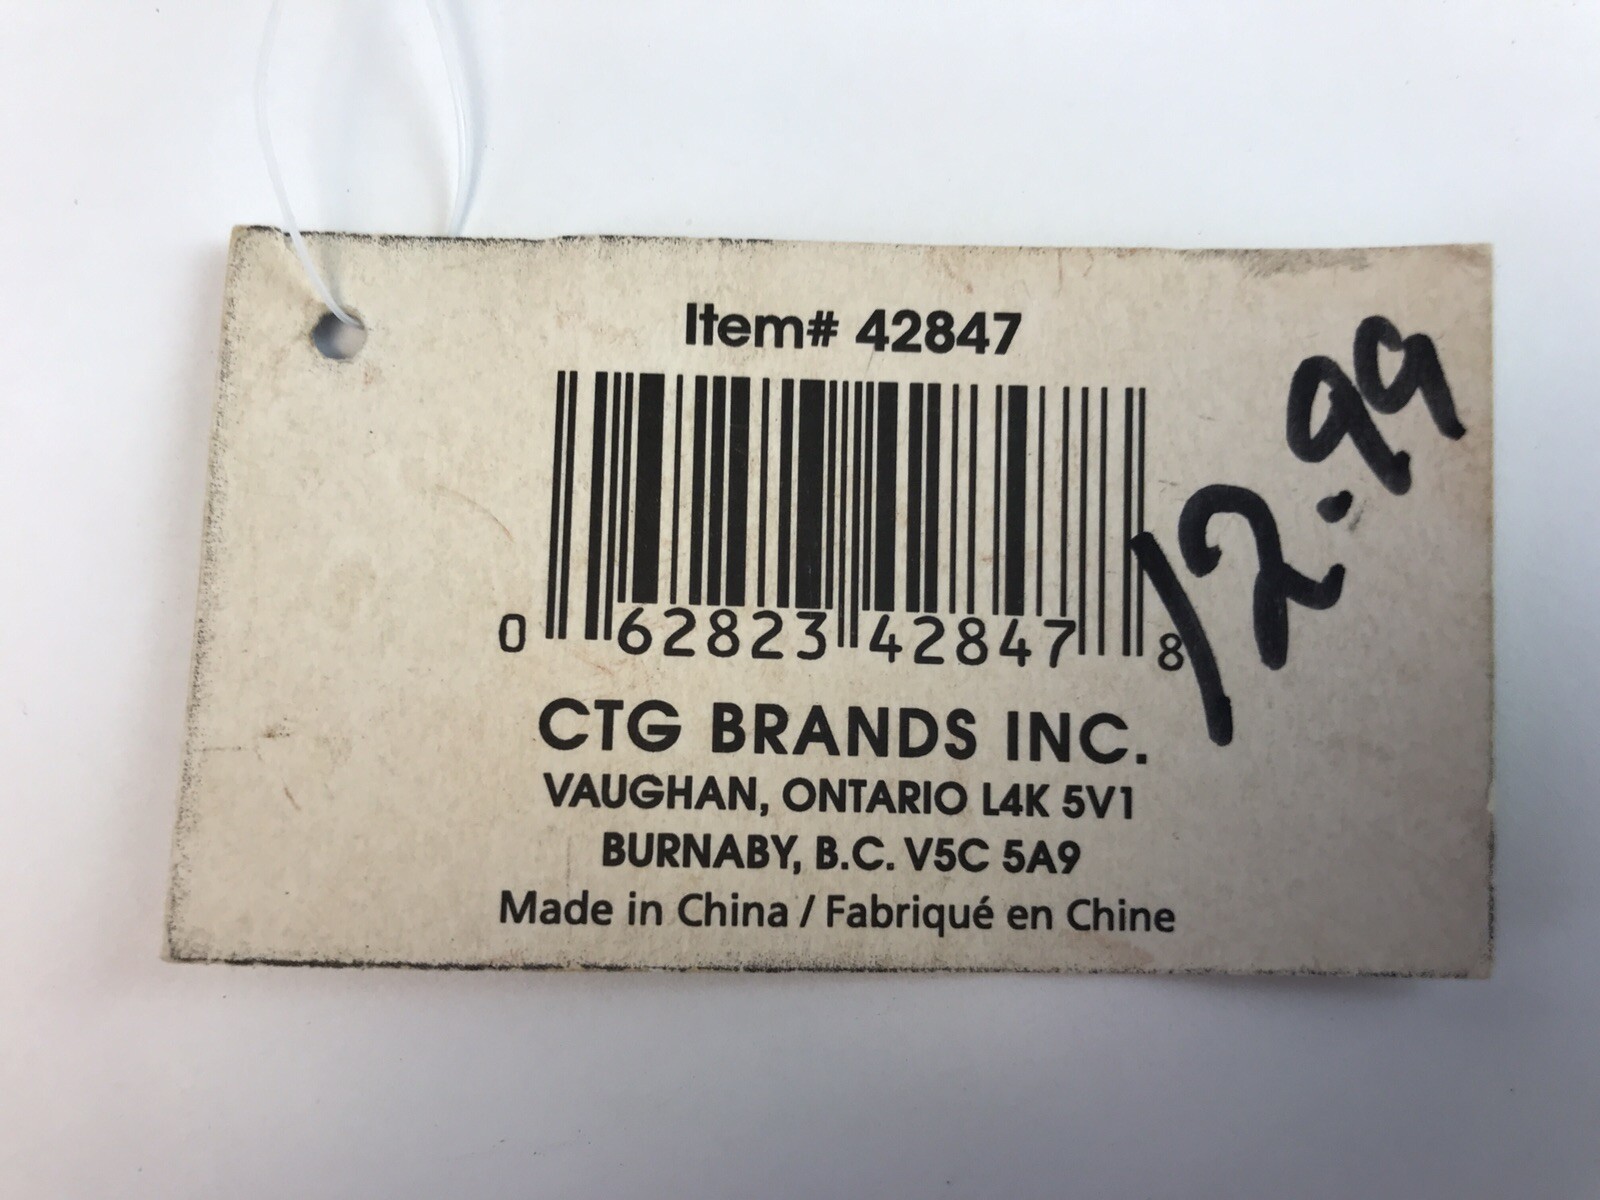 Item# 42847
0 62823 42847 8
12.99
CTG BRANDS INC.
VAUGHAN, ONTARIO L4K 5V1
BURNABY, B.C. V5C 5A9
Made in China / Fabriqué en Chine